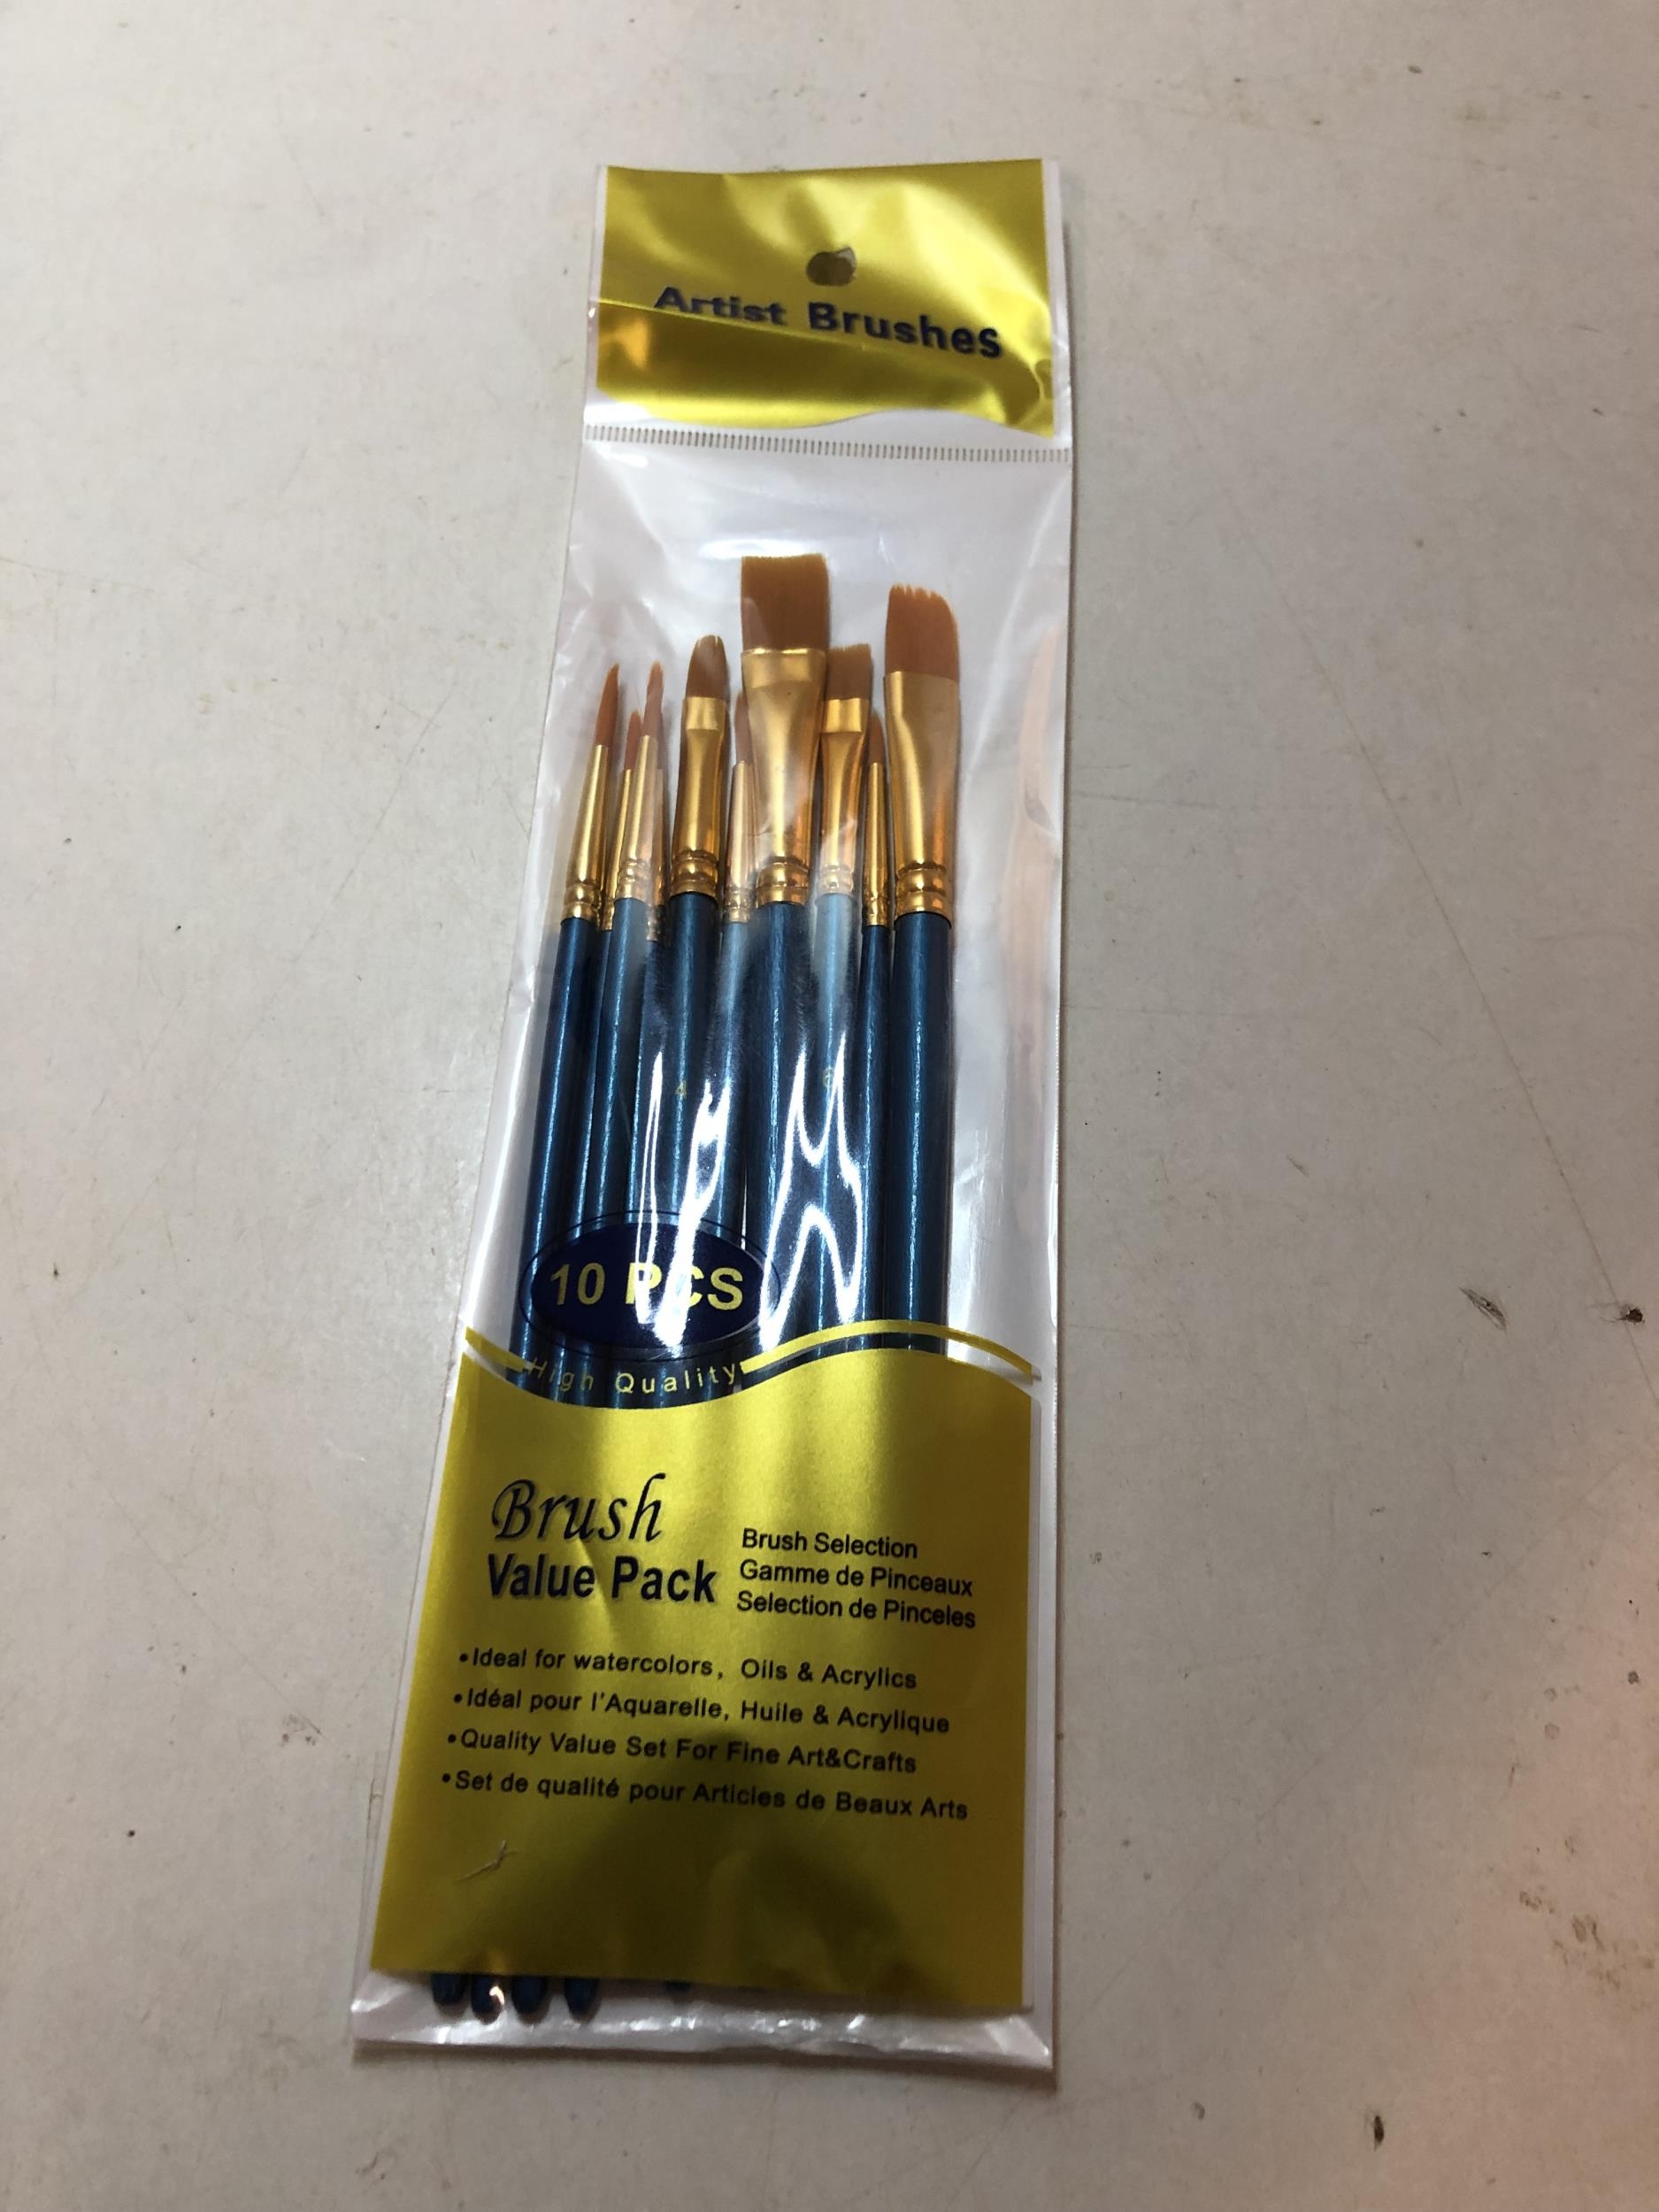 Artist Brushes
4
6
10 PCS
High Quality
Brush
Value Pack
Brush Selection
Gamme de Pinceaux
Selection de Pinceles
•Ideal for watercolors, Oils & Acrylics
•Idéal pour l'Aquarelle, Huile & Acrylique
•Quality Value Set For Fine Art&Crafts
•Set de qualité pour Articies de Beaux Arts